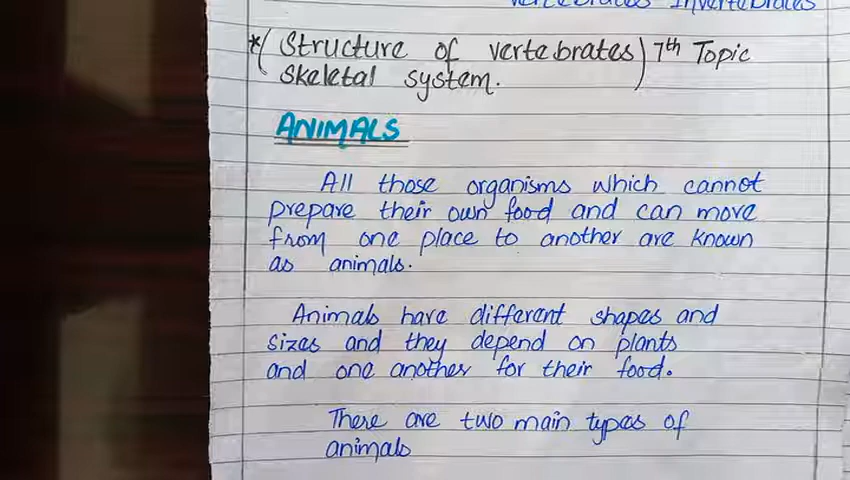 Vertebrates Invertebrates
*(Structure of vertebrates) 7th Topic
skeletal system.
ANIMALS
All those organisms which cannot
prepare their own food and can move
from one place to another are known
as animals.
Animals have different shapes and
sizes and they depend on plants
and one another for their food.
There are two main types of
animals